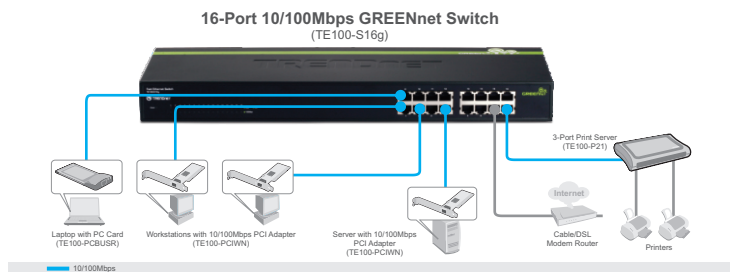 16-Port 10/100Mbps GREENnet Switch
(TE100-S16g)
TRENDNET
GREENnet
3-Port Print Server
(TE100-P21)
Internet
Laptop with PC Card
(TE100-PCBUSR)
Workstations with 10/100Mbps PCI Adapter
(TE100-PCIWN)
Server with 10/100Mbps
PCI Adapter
(TE100-PCIWN)
Cable/DSL
Modem Router
Printers
10/100Mbps